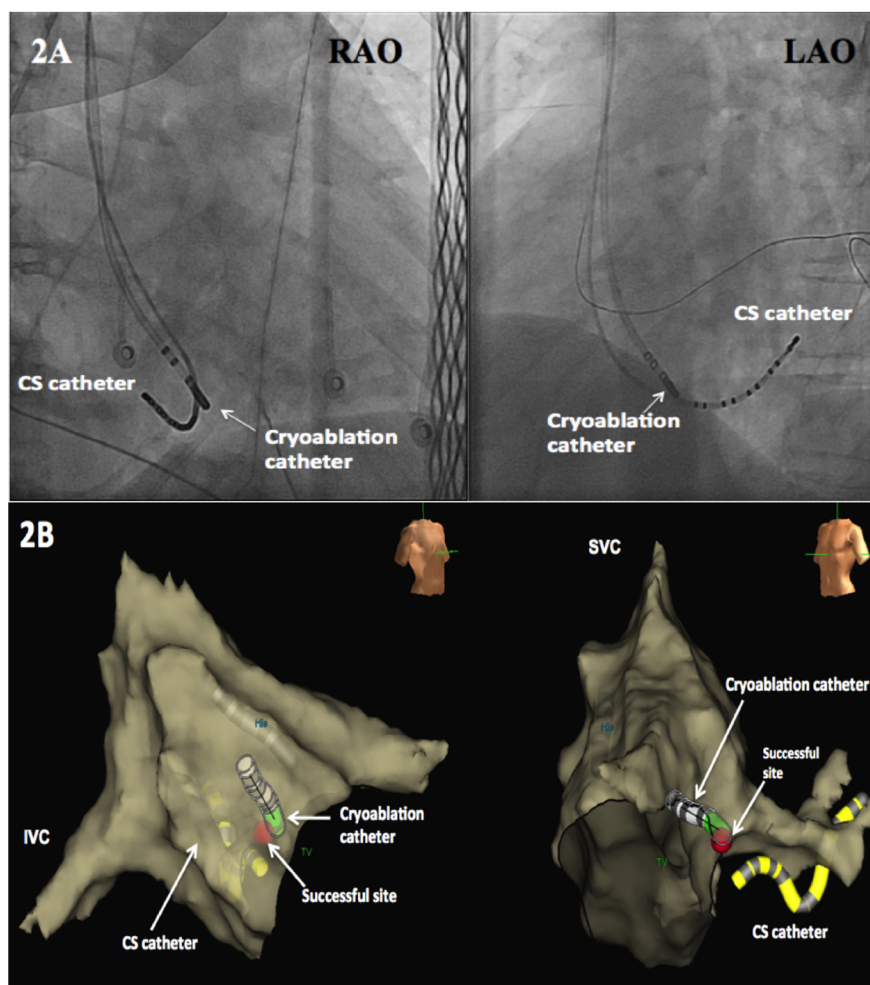 2A
RAO
LAO
CS catheter
CS catheter
Cryoablation
catheter
Cryoablation
catheter
2B
SVC
Cryoablation catheter
His
His
Successful
site
IVC
Cryoablation
catheter
TV
TV
Successful site
CS catheter
CS catheter